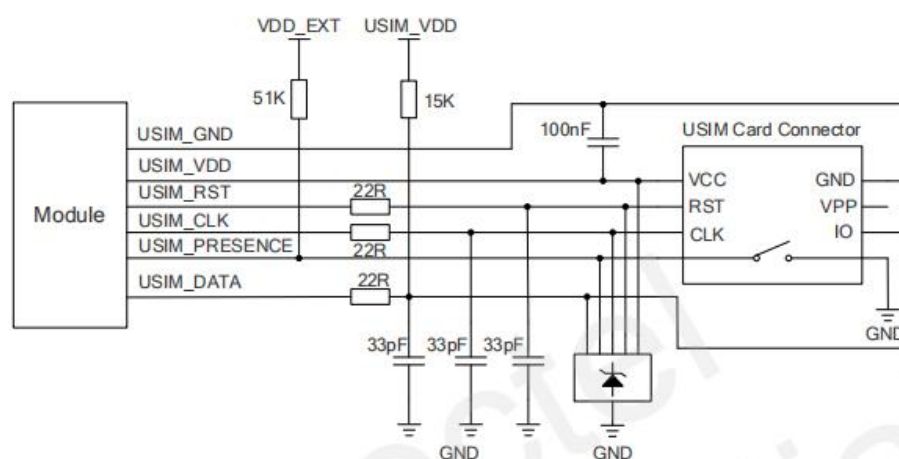 VDD_EXT USIM_VDD
51K 15K
100nF
USIM Card Connector
Module
USIM_GND
USIM_VDD
USIM_RST
22R
USIM_CLK
22R
USIM_PRESENCE
USIM_DATA
22R
VCC GND
RST VPP
CLK IO
GND
33pF 33pF 33pF
GND GND